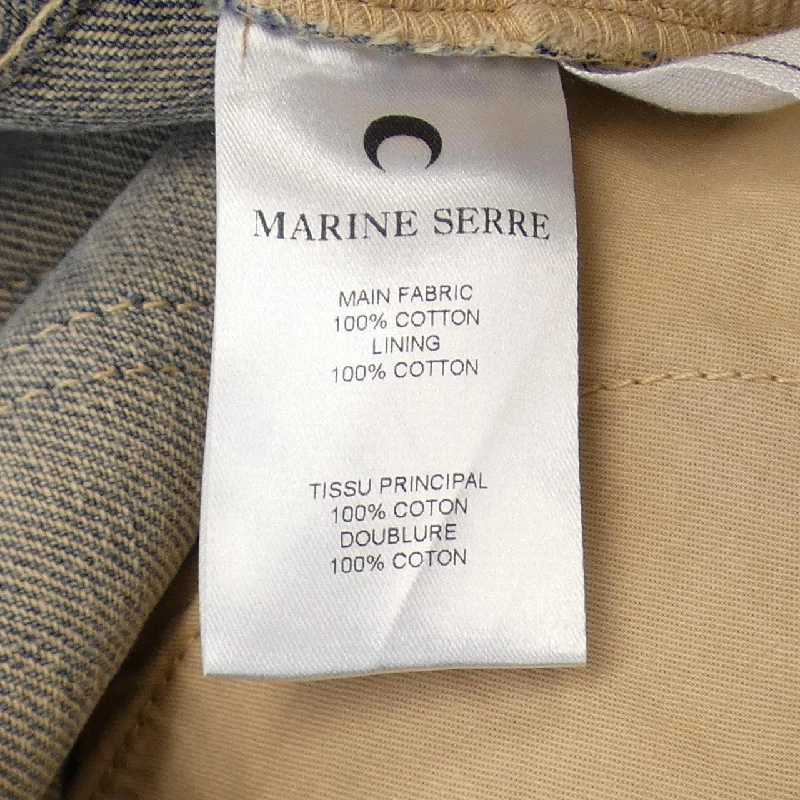 MARINE SERRE
MAIN FABRIC
100% COTTON
LINING
100% COTTON
TISSU PRINCIPAL
100% COTON
DOUBLURE
100% COTON